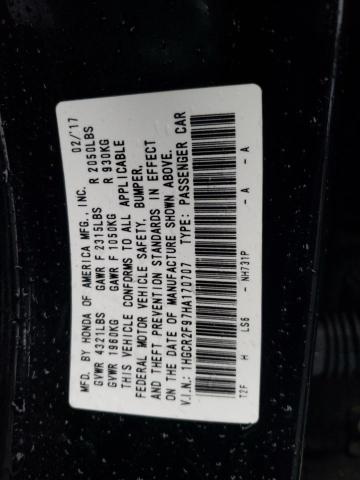 MFD. BY HONDA OF AMERICA MFG., INC. 02/'17
GVWR 4321LBS GAWR F 2315LBS R 2050LBS
GVWR 1960KG GAWR F 1050KG R 930KG
THIS VEHICLE CONFORMS TO ALL APPLICABLE
FEDERAL MOTOR VEHICLE SAFETY, BUMPER,
AND THEFT PREVENTION STANDARDS IN EFFECT
ON THE DATE OF MANUFACTURE SHOWN ABOVE.
V.I.N.: 1HGCR2F97HA170707 TYPE: PASSENGER CAR
T2F H LS6 - NH731P - A - A